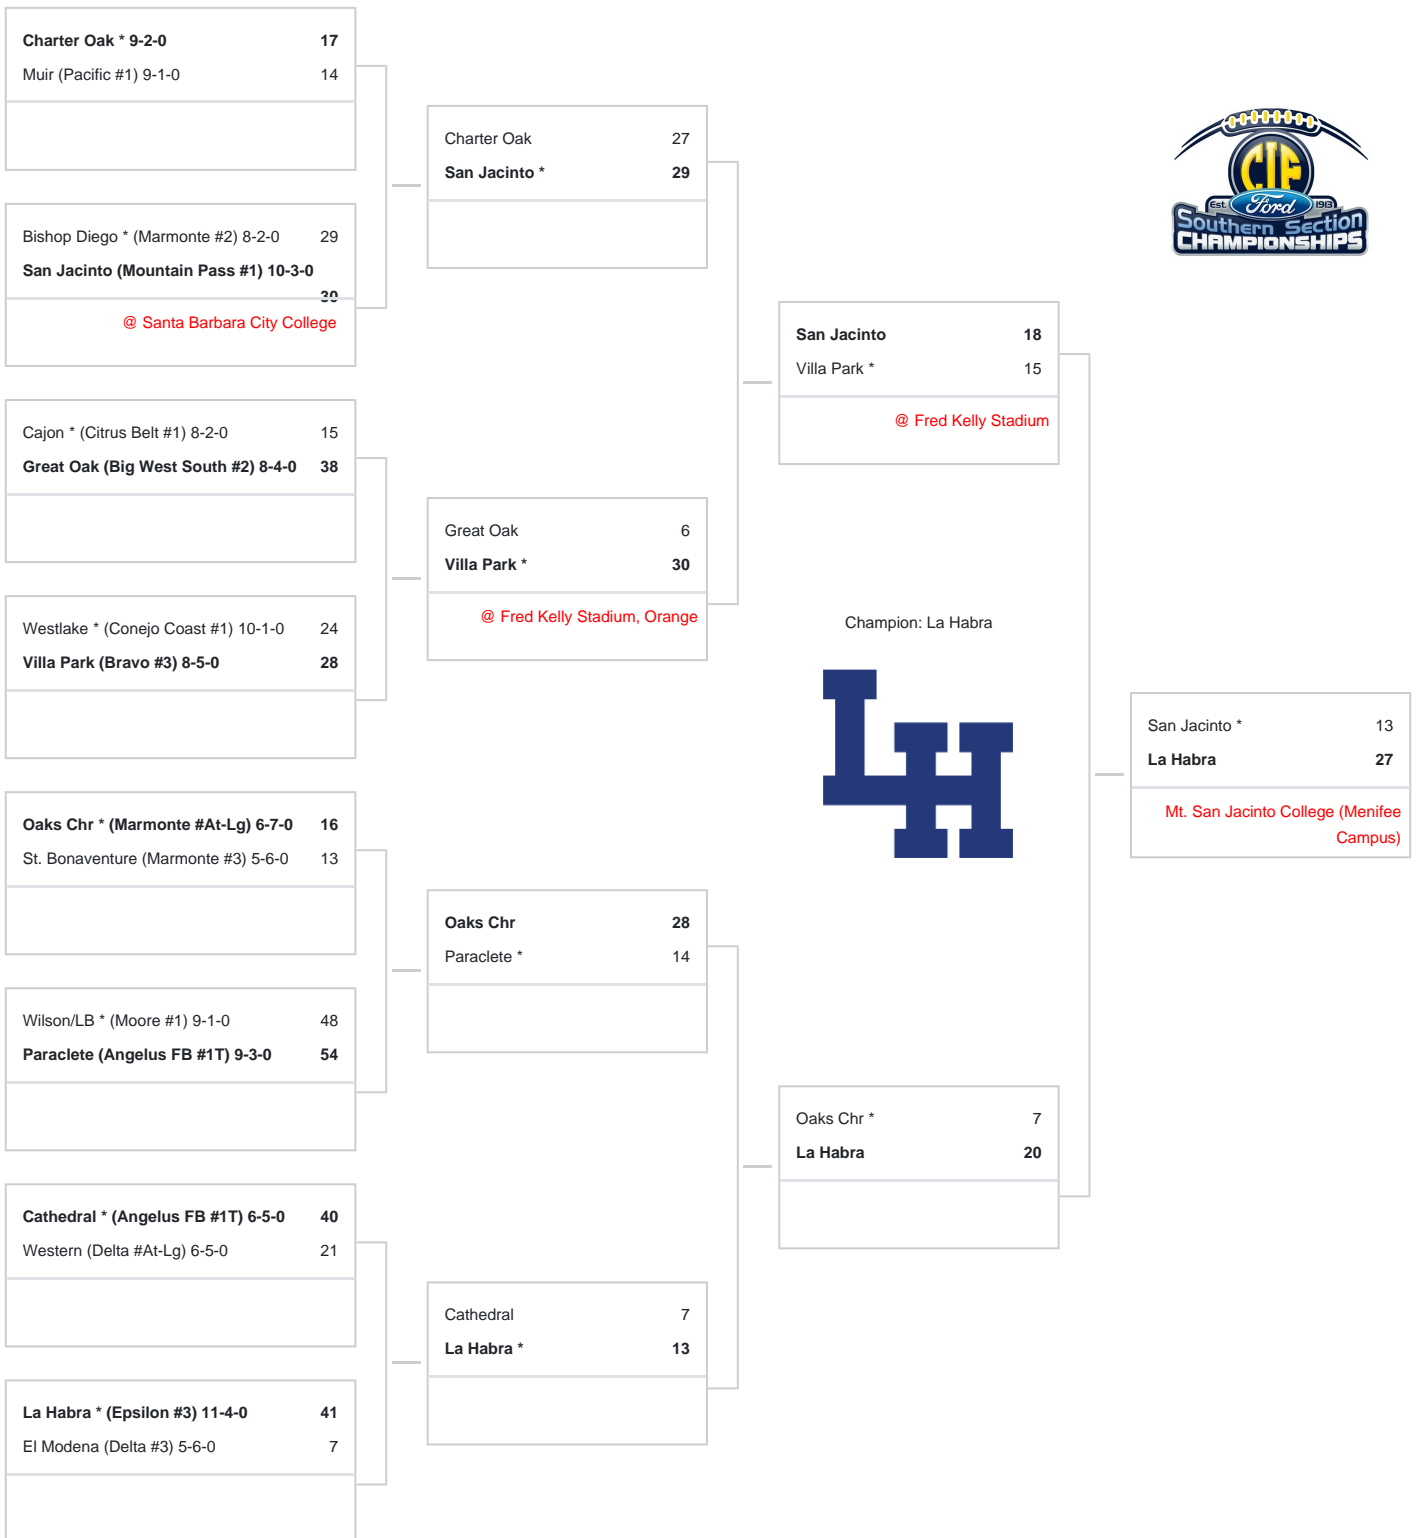 Charter Oak * 9-2-0 17
Muir (Pacific #1) 9-1-0 14
Bishop Diego * (Marmonte #2) 8-2-0 29
San Jacinto (Mountain Pass #1) 10-3-0
30
@ Santa Barbara City College
Cajon * (Citrus Belt #1) 8-2-0 15
Great Oak (Big West South #2) 8-4-0 38
Westlake * (Conejo Coast #1) 10-1-0 24
Villa Park (Bravo #3) 8-5-0 28
Oaks Chr * (Marmonte #At-Lg) 6-7-0 16
St. Bonaventure (Marmonte #3) 5-6-0 13
Wilson/LB * (Moore #1) 9-1-0 48
Paraclete (Angelus FB #1T) 9-3-0 54
Cathedral * (Angelus FB #1T) 6-5-0 40
Western (Delta #At-Lg) 6-5-0 21
La Habra * (Epsilon #3) 11-4-0 41
El Modena (Delta #3) 5-6-0 7
Charter Oak 27
San Jacinto * 29
Great Oak 6
Villa Park * 30
@ Fred Kelly Stadium, Orange
Oaks Chr 28
Paraclete * 14
Cathedral 7
La Habra * 13
San Jacinto 18
Villa Park * 15
@ Fred Kelly Stadium
Oaks Chr * 7
La Habra 20
Champion: La Habra
LH
San Jacinto * 13
La Habra 27
Mt. San Jacinto College (Menifee
Campus)
CIF
Est. Ford 1913
Southern Section
CHAMPIONSHIPS